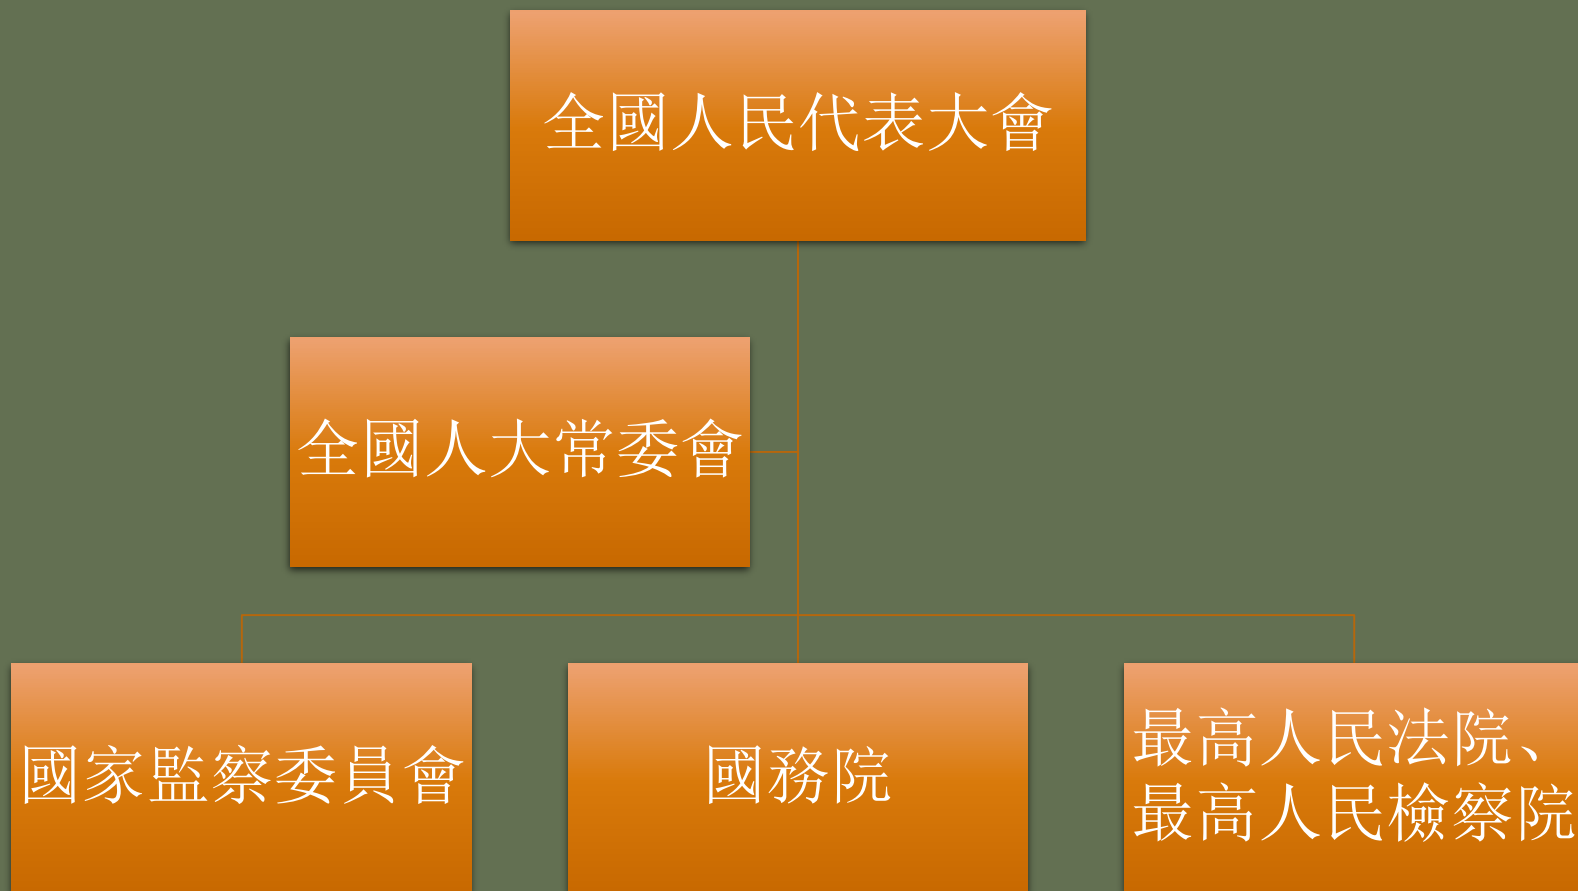 全國人民代表大會
全國人大常委會
國家監察委員會
國務院
最高人民法院、
最高人民檢察院